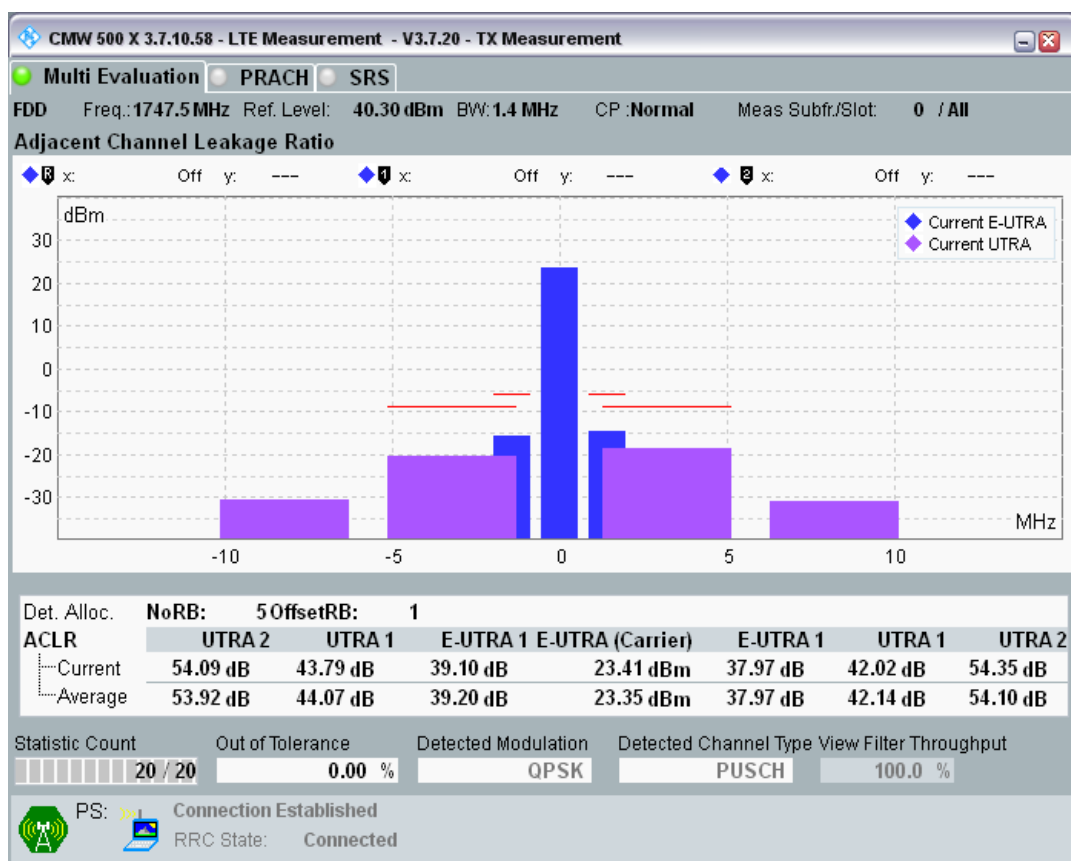 CMW 500 X 3.7.10.58 - LTE Measurement - V3.7.20 - TX Measurement
Multi Evaluation PRACH SRS
FDD Freq.: 1747.5 MHz Ref. Level: 40.30 dBm BW: 1.4 MHz CP :Normal Meas Subfr./Slot: 0 / All
Adjacent Channel Leakage Ratio
R x: Off y: --- 1 x: Off y: --- 2 x: Off y: ---
dBm
Current E-UTRA
Current UTRA
30
20
10
0
-10
-20
-30
MHz
-10 -5 0 5 10
Det. Alloc. NoRB: 5 OffsetRB: 1
ACLR UTRA 2 UTRA 1 E-UTRA 1 E-UTRA (Carrier) E-UTRA 1 UTRA 1 UTRA 2
Current 54.09 dB 43.79 dB 39.10 dB 23.41 dBm 37.97 dB 42.02 dB 54.35 dB
Average 53.92 dB 44.07 dB 39.20 dB 23.35 dBm 37.97 dB 42.14 dB 54.10 dB
Statistic Count Out of Tolerance Detected Modulation Detected Channel Type View Filter Throughput
20 / 20 0.00 % QPSK PUSCH 100.0 %
PS: Connection Established
RRC State: Connected